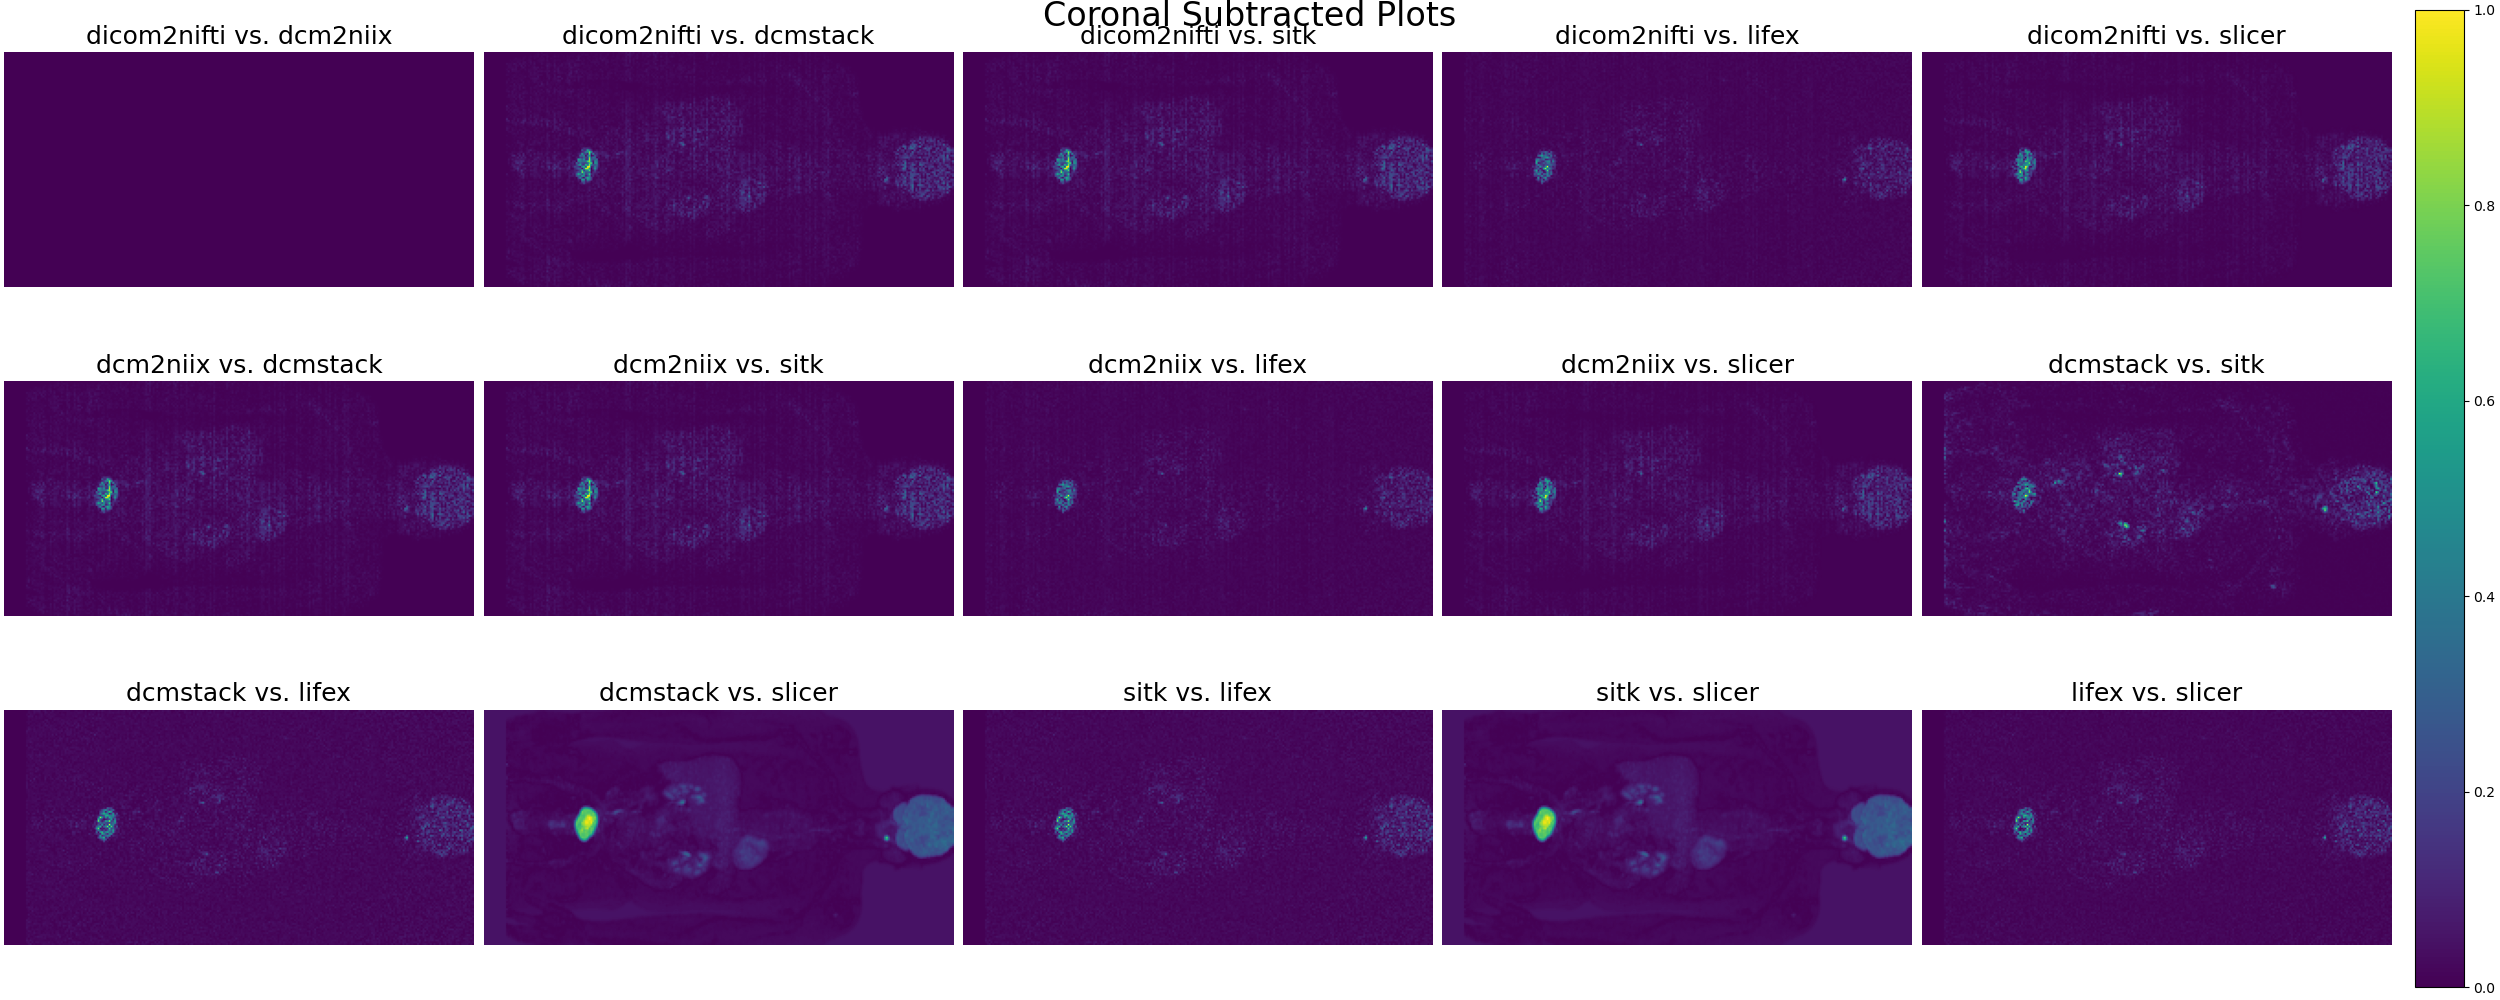 Coronal Subtracted Plots
dicom2nifti vs. dcm2niix
dicom2nifti vs. dcmstack
dicom2nifti vs. sitk
dicom2nifti vs. lifex
dicom2nifti vs. slicer
dcm2niix vs. dcmstack
dcm2niix vs. sitk
dcm2niix vs. lifex
dcm2niix vs. slicer
dcmstack vs. sitk
dcmstack vs. lifex
dcmstack vs. slicer
sitk vs. lifex
sitk vs. slicer
lifex vs. slicer
1.0
0.8
0.6
0.4
0.2
0.0